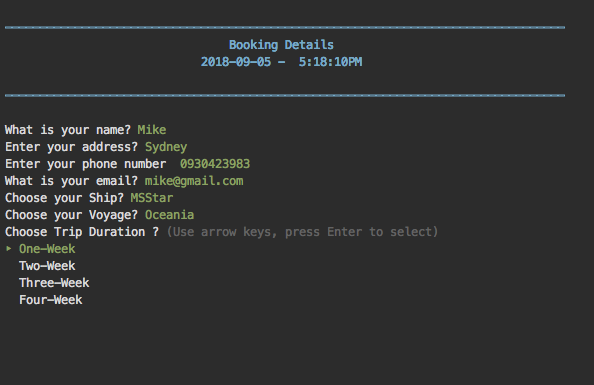 Booking Details
2018-09-05 -  5:18:10PM
What is your name? Mike
Enter your address? Sydney
Enter your phone number  0930423983
What is your email? mike@gmail.com
Choose your Ship? MSStar
Choose your Voyage? Oceania
Choose Trip Duration ? (Use arrow keys, press Enter to select)
‣ One-Week
Two-Week
Three-Week
Four-Week